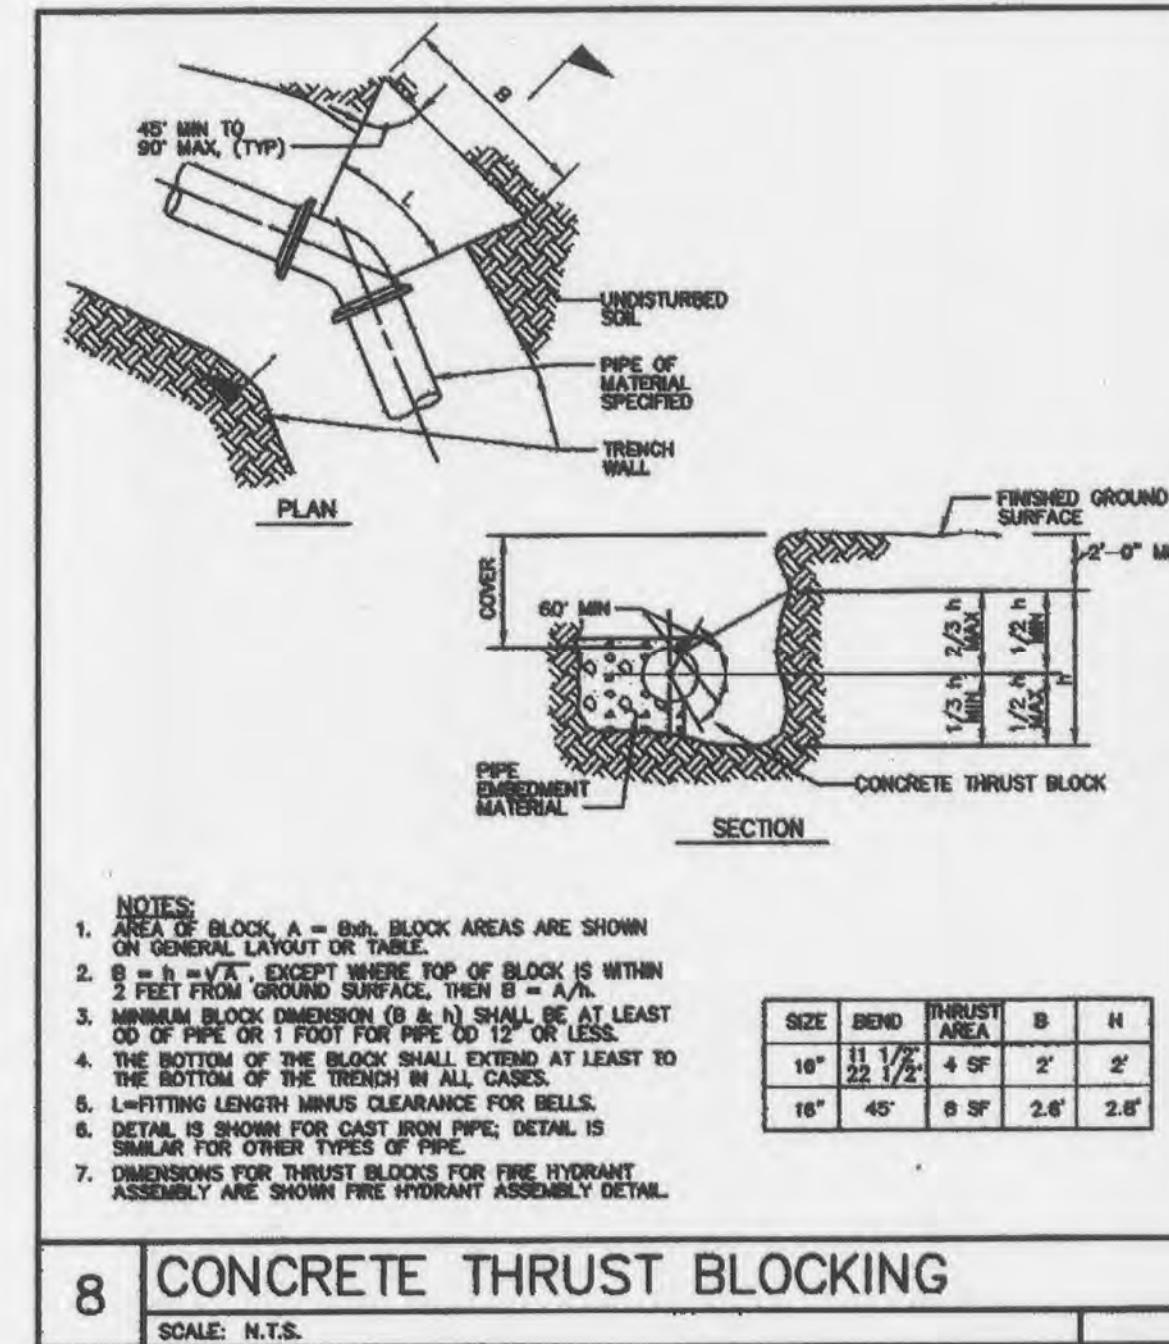 B
45° MIN TO
90° MAX, (TYP)
L
UNDISTURBED
SOIL
PIPE OF
MATERIAL
SPECIFIED
TRENCH
WALL
PLAN
FINISHED GROUND
SURFACE
2'-0"
COVER
60° MIN
2/3 h
MAX
1/2 h
MIN
1/3 h
MIN
1/2 h
MAX
h
PIPE
EMBEDMENT
MATERIAL
CONCRETE THRUST BLOCK
SECTION
NOTES:
1. AREA OF BLOCK, A = Bxh. BLOCK AREAS ARE SHOWN
ON GENERAL LAYOUT OR TABLE.
2. B = h = √A, EXCEPT WHERE TOP OF BLOCK IS WITHIN
2 FEET FROM GROUND SURFACE, THEN B = A/h.
3. MINIMUM BLOCK DIMENSION (B & h) SHALL BE AT LEAST
OD OF PIPE OR 1 FOOT FOR PIPE OD 12" OR LESS.
4. THE BOTTOM OF THE BLOCK SHALL EXTEND AT LEAST TO
THE BOTTOM OF THE TRENCH IN ALL CASES.
5. L=FITTING LENGTH MINUS CLEARANCE FOR BELLS.
6. DETAIL IS SHOWN FOR CAST IRON PIPE; DETAIL IS
SIMILAR FOR OTHER TYPES OF PIPE.
7. DIMENSIONS FOR THRUST BLOCKS FOR FIRE HYDRANT
ASSEMBLY ARE SHOWN FIRE HYDRANT ASSEMBLY DETAIL.
SIZE BEND THRUST AREA B H
11 1/2° 22 1/2° 4 SF 2' 2'
16" 45° 8 SF 2.8' 2.8'
8 CONCRETE THRUST BLOCKING
SCALE: N.T.S.